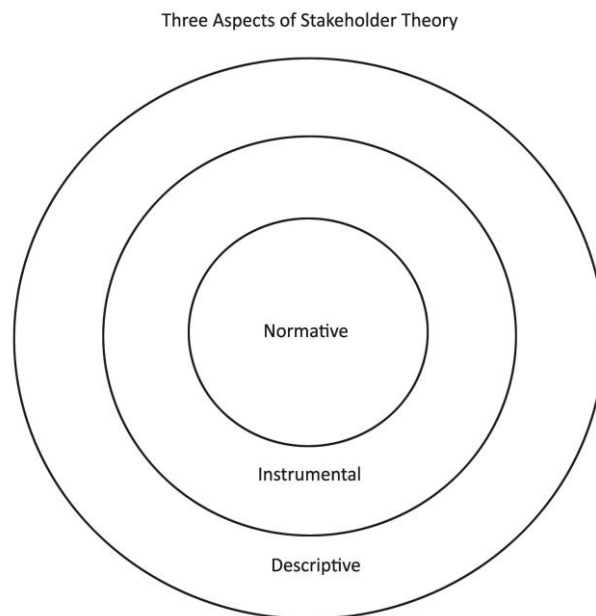 Three Aspects of Stakeholder Theory
Normative
Instrumental
Descriptive